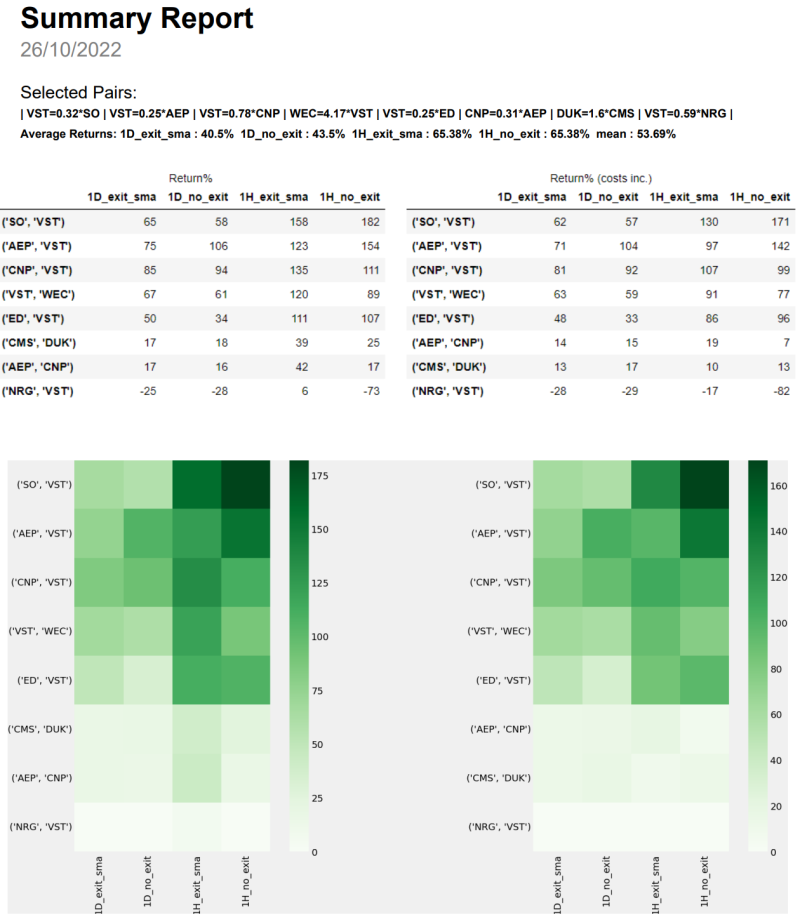 Summary Report
26/10/2022
Selected Pairs:
| VST=0.32*SO | VST=0.25*AEP | VST=0.78*CNP | WEC=4.17*VST | VST=0.25*ED | CNP=0.31*AEP | DUK=1.6*CMS | VST=0.59*NRG |
Average Returns: 1D_exit_sma : 40.5% 1D_no_exit : 43.5% 1H_exit_sma : 65.38% 1H_no_exit : 65.38% mean : 53.69%
Return%
1D_exit_sma 1D_no_exit 1H_exit_sma 1H_no_exit
('SO', 'VST') 65 58 158 182
('AEP', 'VST') 75 106 123 154
('CNP', 'VST') 85 94 135 111
('VST', 'WEC') 67 61 120 89
('ED', 'VST') 50 34 111 107
('CMS', 'DUK') 17 18 39 25
('AEP', 'CNP') 17 16 42 17
('NRG', 'VST') -25 -28 6 -73
Return% (costs inc.)
1D_exit_sma 1D_no_exit 1H_exit_sma 1H_no_exit
('SO', 'VST') 62 57 130 171
('AEP', 'VST') 71 104 97 142
('CNP', 'VST') 81 92 107 99
('VST', 'WEC') 63 59 91 77
('ED', 'VST') 48 33 86 96
('AEP', 'CNP') 14 15 19 7
('CMS', 'DUK') 13 17 10 13
('NRG', 'VST') -28 -29 -17 -82
('SO', 'VST')
('AEP', 'VST')
('CNP', 'VST')
('VST', 'WEC')
('ED', 'VST')
('CMS', 'DUK')
('AEP', 'CNP')
('NRG', 'VST')
1D_exit_sma
1D_no_exit
1H_exit_sma
1H_no_exit
175
150
125
100
75
50
25
0
('SO', 'VST')
('AEP', 'VST')
('CNP', 'VST')
('VST', 'WEC')
('ED', 'VST')
('AEP', 'CNP')
('CMS', 'DUK')
('NRG', 'VST')
1D_exit_sma
1D_no_exit
1H_exit_sma
1H_no_exit
160
140
120
100
80
60
40
20
0